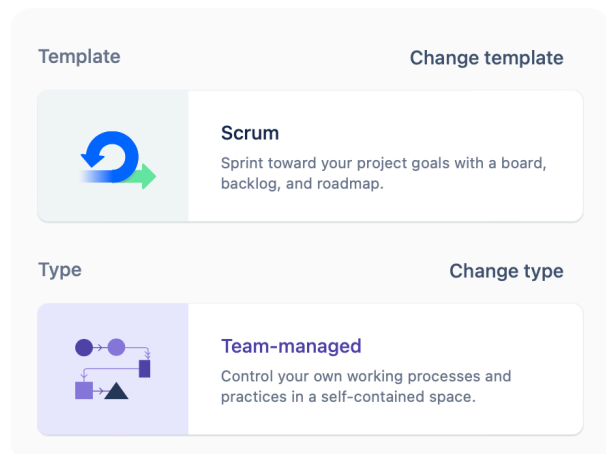 Template
Change template
Scrum
Sprint toward your project goals with a board,
backlog, and roadmap.
Type
Change type
Team-managed
Control your own working processes and
practices in a self-contained space.